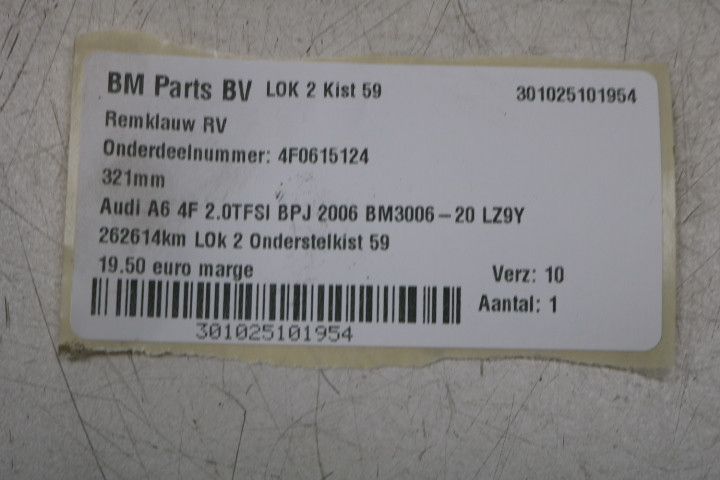 BM Parts BV LOK 2 Kist 59 301025101954
Remklauw RV
Onderdeelnummer: 4F0615124
321mm
Audi A6 4F 2.0TFSI BPJ 2006 BM3006-20 LZ9Y
262614km LOk 2 Onderstelkist 59
19.50 euro marge Verz: 10
Aantal: 1
301025101954